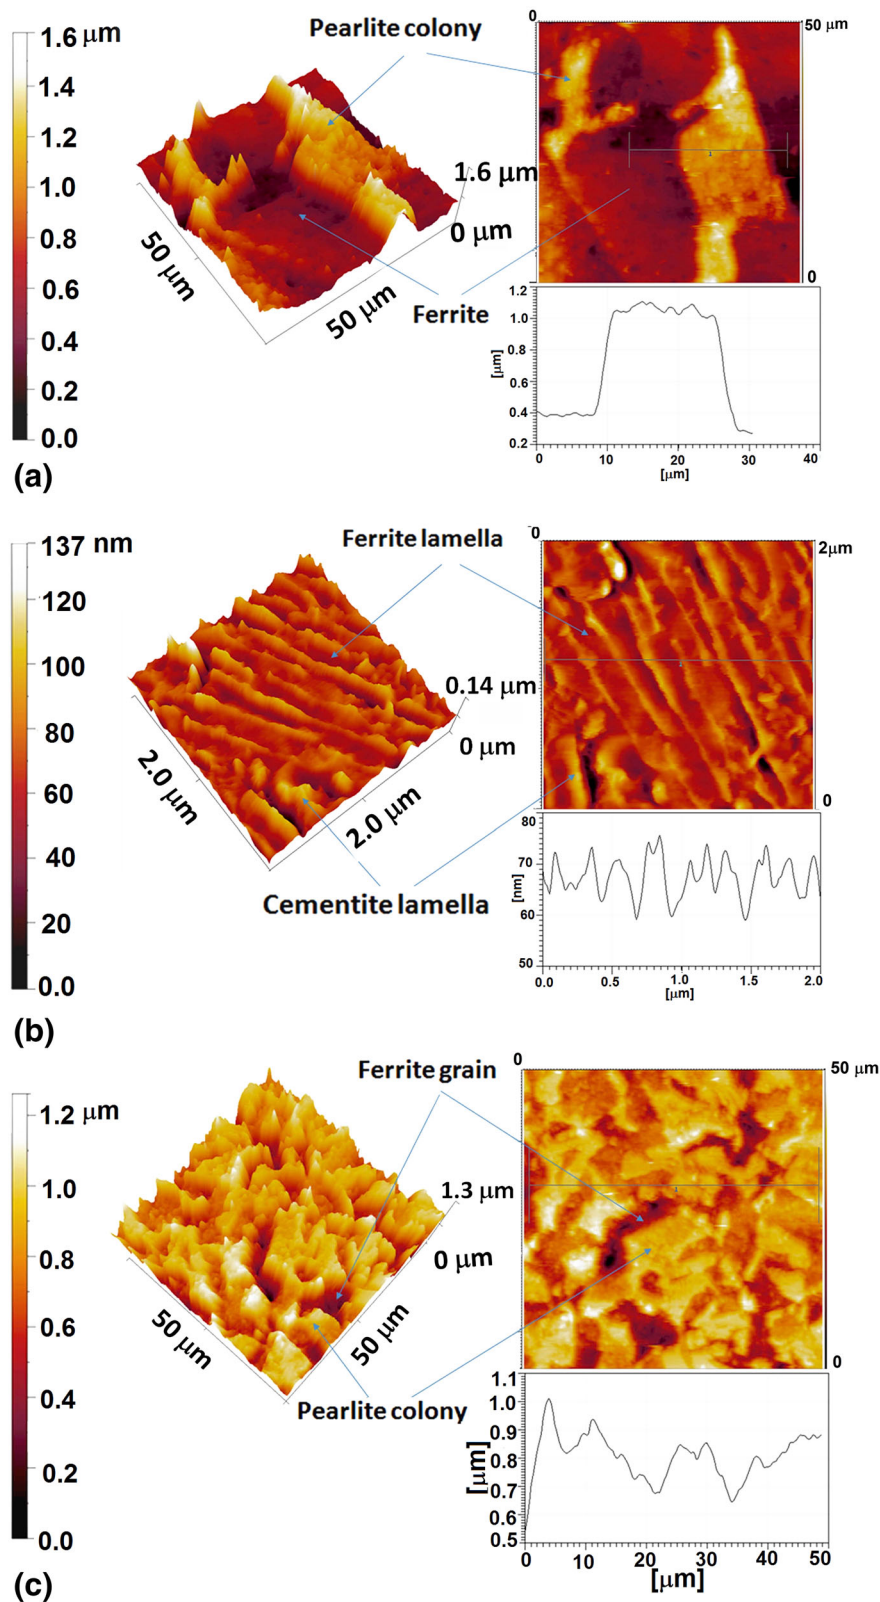 Pearlite colony
1.6 μm
1.4
1.2
1.0
0.8
0.6
0.4
0.2
0.0
50 μm
50 μm
1.6 μm
0 μm
Ferrite
0
50 μm
0
1.2
1.0
0.8
0.6
0.4
0.2
[μm]
0
10
20
30
40
[μm]
(a)
137 nm
120
100
80
60
40
20
0.0
Ferrite lamella
2.0 μm
2.0 μm
0.14 μm
0 μm
Cementite lamella
0
2μm
0
80
70
60
50
[nm]
0.0
0.5
1.0
1.5
2.0
[μm]
(b)
1.2 μm
1.0
0.8
0.6
0.4
0.2
0.0
Ferrite grain
50 μm
50 μm
1.3 μm
0 μm
Pearlite colony
0
50 μm
0
1.1
1.0
0.9
0.8
0.7
0.6
0.5
[μm]
0
10
20
30
40
50
[μm]
(c)